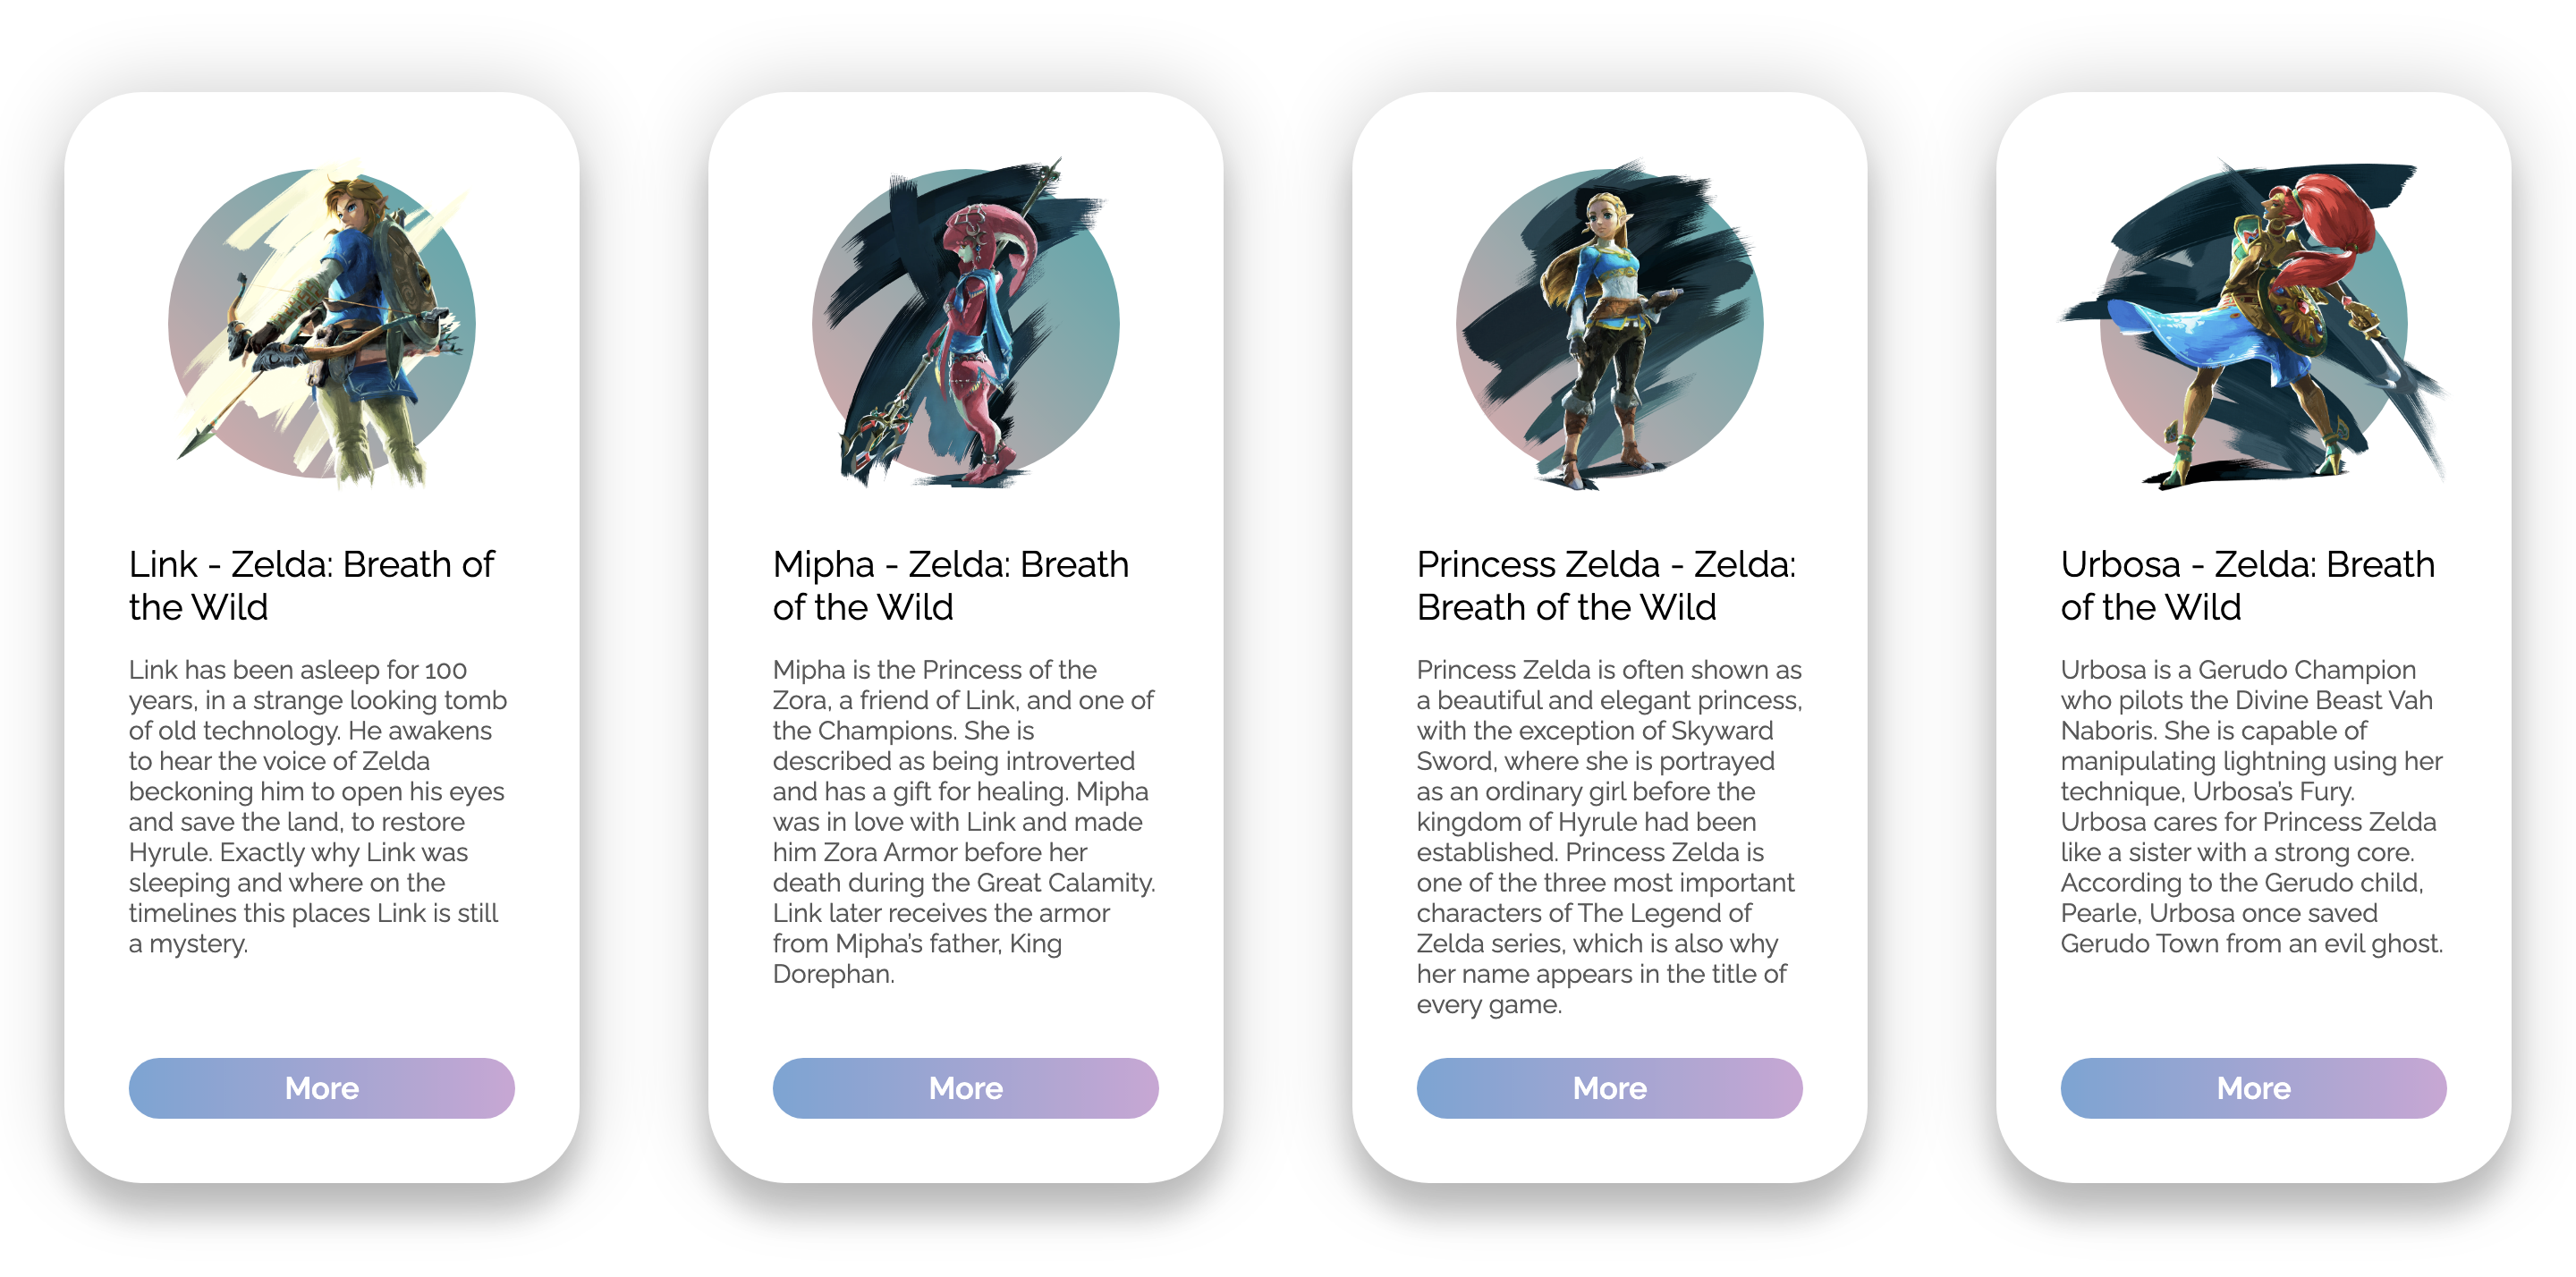 Link - Zelda: Breath of
the Wild
Link has been asleep for 100
years, in a strange looking tomb
of old technology. He awakens
to hear the voice of Zelda
beckoning him to open his eyes
and save the land, to restore
Hyrule. Exactly why Link was
sleeping and where on the
timelines this places Link is still
a mystery.
More
Mipha - Zelda: Breath
of the Wild
Mipha is the Princess of the
Zora, a friend of Link, and one of
the Champions. She is
described as being introverted
and has a gift for healing. Mipha
was in love with Link and made
him Zora Armor before her
death during the Great Calamity.
Link later receives the armor
from Mipha’s father, King
Dorephan.
More
Princess Zelda - Zelda:
Breath of the Wild
Princess Zelda is often shown as
a beautiful and elegant princess,
with the exception of Skyward
Sword, where she is portrayed
as an ordinary girl before the
kingdom of Hyrule had been
established. Princess Zelda is
one of the three most important
characters of The Legend of
Zelda series, which is also why
her name appears in the title of
every game.
More
Urbosa - Zelda: Breath
of the Wild
Urbosa is a Gerudo Champion
who pilots the Divine Beast Vah
Naboris. She is capable of
manipulating lightning using her
technique, Urbosa’s Fury.
Urbosa cares for Princess Zelda
like a sister with a strong core.
According to the Gerudo child,
Pearle, Urbosa once saved
Gerudo Town from an evil ghost.
More